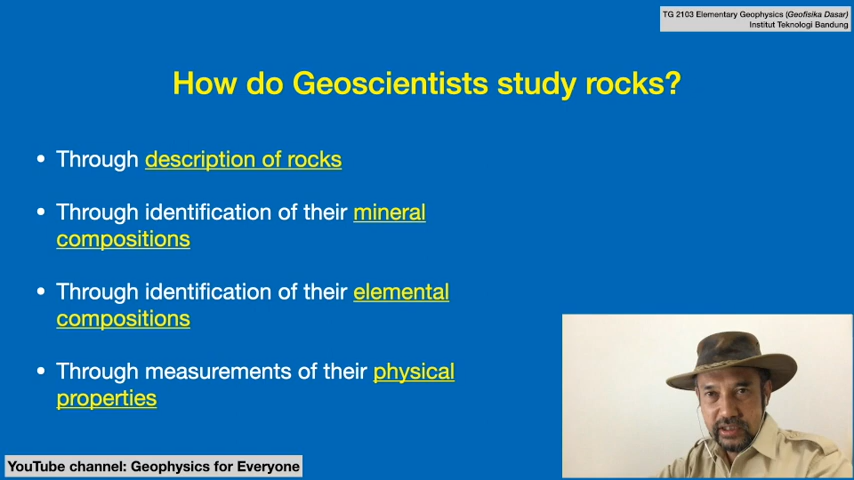 TG 2103 Elementary Geophysics (Geofisika Dasar)
Institut Teknologi Bandung
How do Geoscientists study rocks?
• Through description of rocks
• Through identification of their mineral
compositions
• Through identification of their elemental
compositions
• Through measurements of their physical
properties
YouTube channel: Geophysics for Everyone